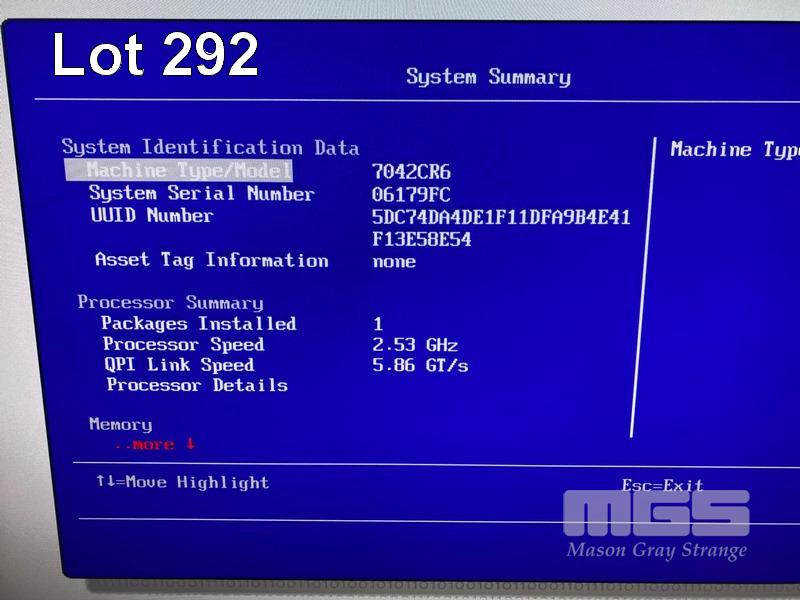 Lot 292
System Summary
System Identification Data
Machine Type/Model 7042CR6
System Serial Number 06179FC
UUID Number 5DC74DA4DE1F11DFA9B4E41
F13E58E54
Asset Tag Information none
Processor Summary
Packages Installed 1
Processor Speed 2.53 GHz
QPI Link Speed 5.86 GT/s
Processor Details
Memory
..more ↓
Machine Typ
↑↓=Move Highlight
Esc=Exit
MGS
Mason Gray Strange